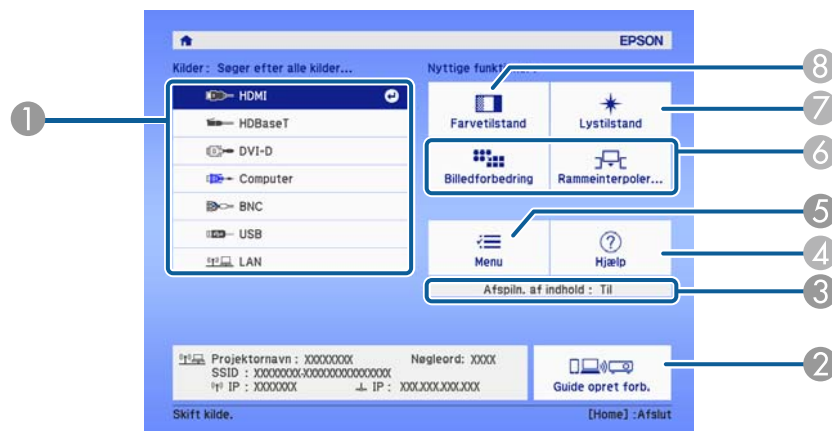 EPSON
Kilder: Søger efter alle kilder...
Nyttige
HDMI
HDBaseT
DVI-D
Computer
BNC
USB
LAN
Farvetilstand
Lystilstand
Billedforbedring
Rammeinterpoler...
Menu
Hjælp
Afspiln. af indhold : Til
Projektornavn : XXXXXXXX
Nøgleord: XXXX
SSID : XXXXXXXX-XXXXXXXXXXXXXX
IP : XXXXXXX
IP : XXX.XXX.XXX.XXX
Guide opret forb.
Skift kilde.
[Home] :Afslut
1
8
7
6
5
4
3
2